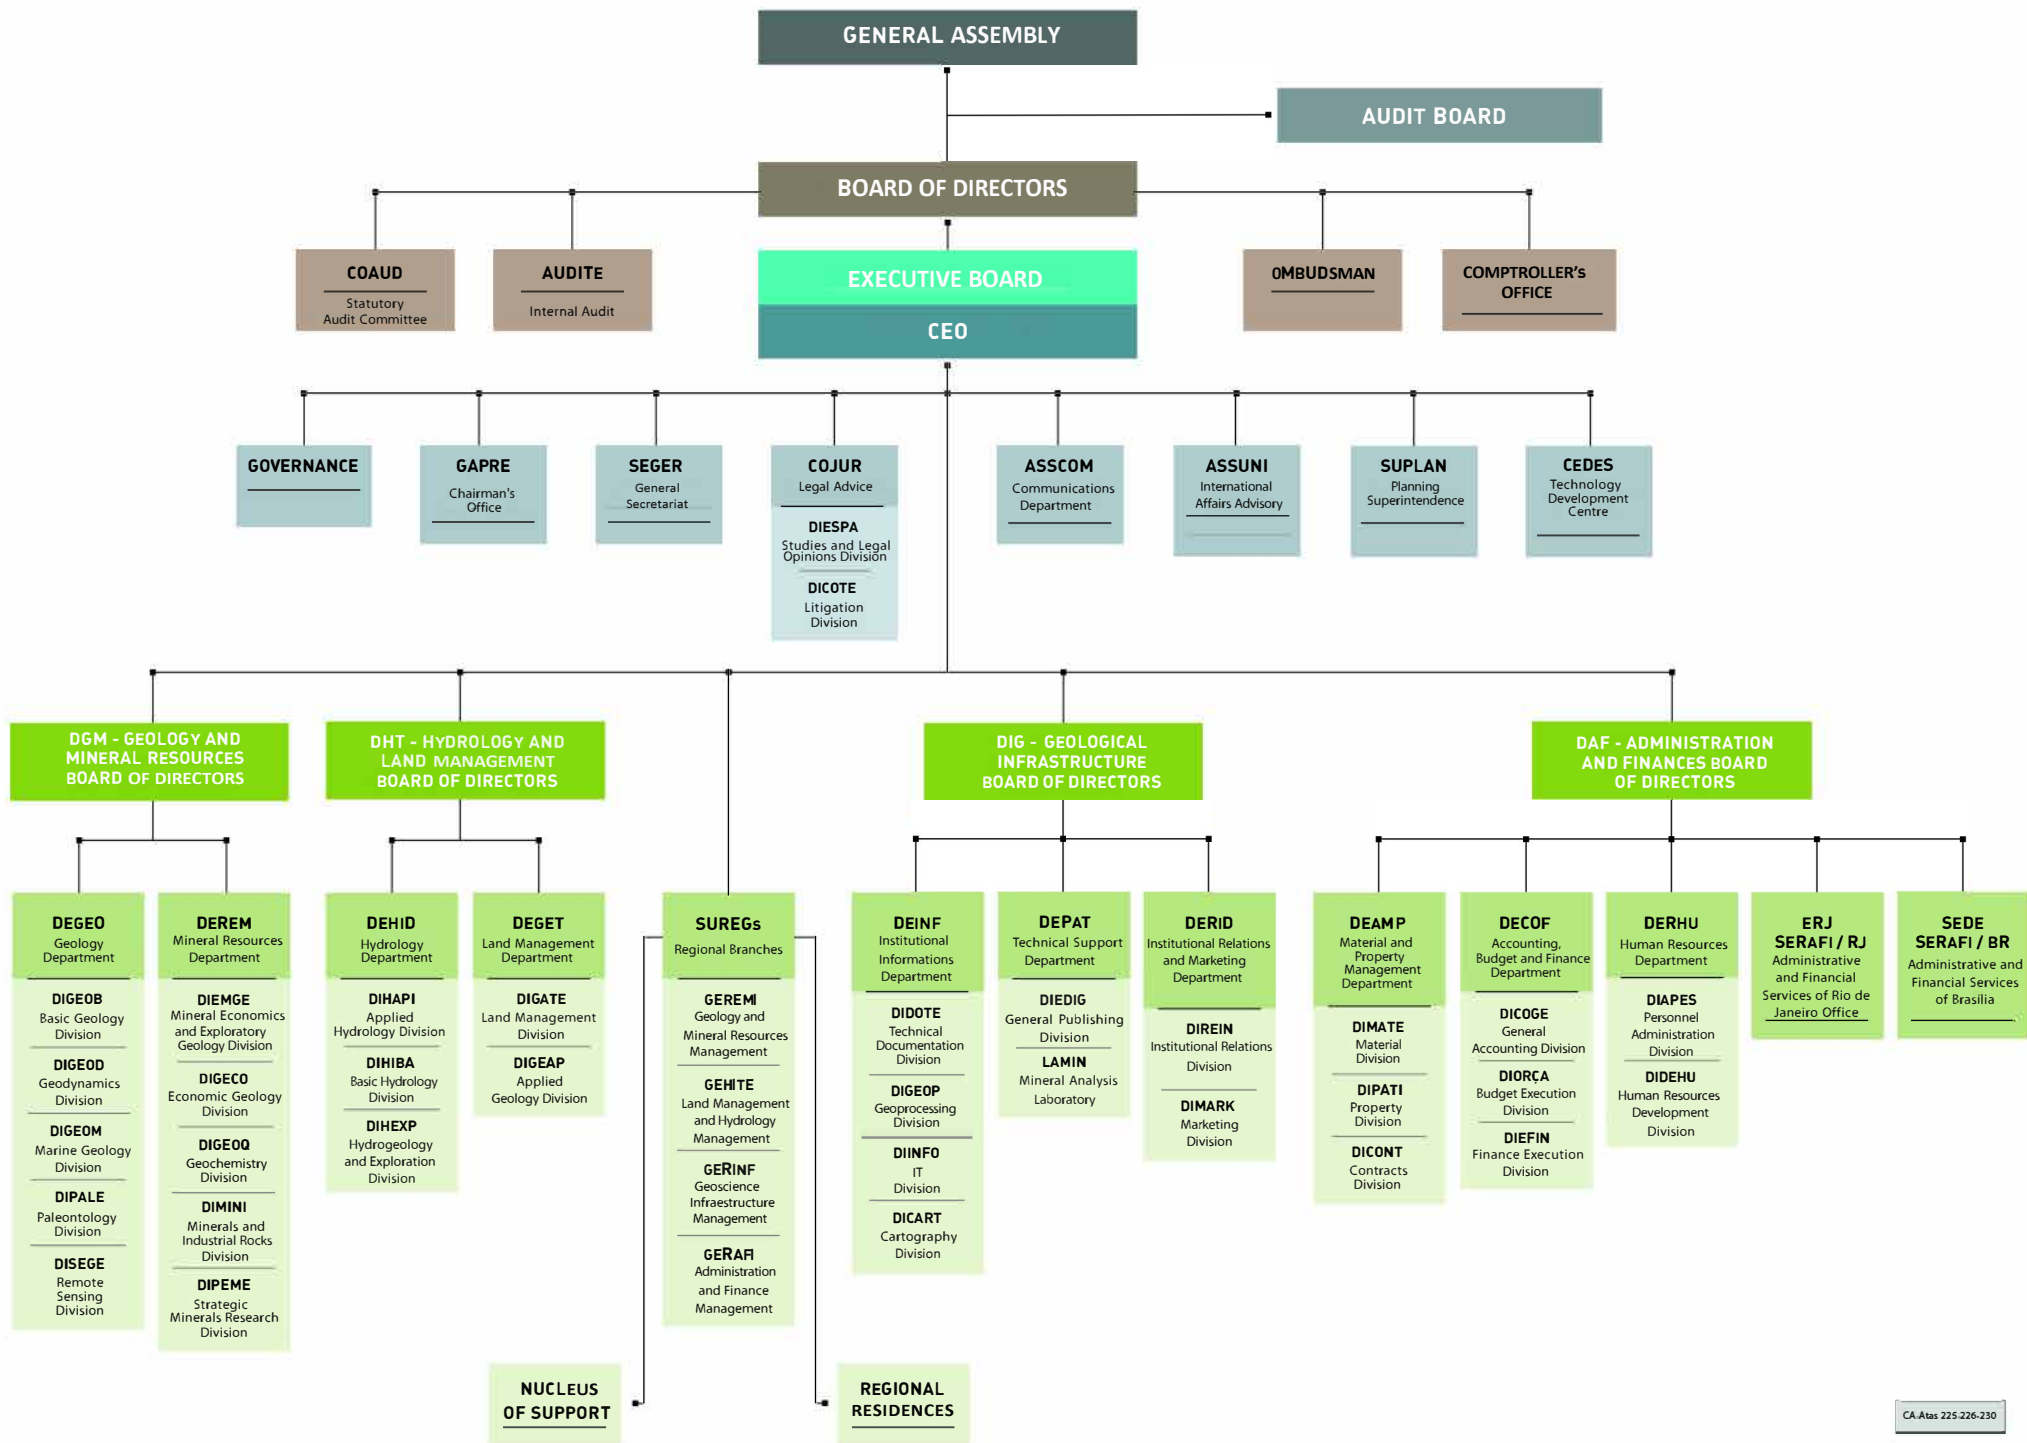 GENERAL ASSEMBLY
AUDIT BOARD
BOARD OF DIRECTORS
COAUD
Statutory
Audit Committee
AUDITE
Internal Audit
EXECUTIVE BOARD
CEO
OMBUDSMAN
COMPTROLLER's
OFFICE
GOVERNANCE
GAPRE
Chairman's
Office
SEGER
General
Secretariat
COJUR
Legal Advice
DIESPA
Studies and Legal
Opinions Division
DICOTE
Litigation
Division
ASSCOM
Communications
Department
ASSUNI
International
Affairs Advisory
SUPLAN
Planning
Superintendence
CEDES
Technology
Development
Centre
DGM - GEOLOGY AND
MINERAL RESOURCES
BOARD OF DIRECTORS
DHT - HYDROLOGY AND
LAND MANAGEMENT
BOARD OF DIRECTORS
DIG - GEOLOGICAL
INFRASTRUCTURE
BOARD OF DIRECTORS
DAF - ADMINISTRATION
AND FINANCES BOARD
OF DIRECTORS
DEGEO
Geology
Department
DIGEOB
Basic Geology
Division
DIGEOD
Geodynamics
Division
DIGEOM
Marine Geology
Division
DIPALE
Paleontology
Division
DISEGE
Remote
Sensing
Division
DEREM
Mineral Resources
Department
DIEMGE
Mineral Economics
and Exploratory
Geology Division
DIGECO
Economic Geology
Division
DIGEOQ
Geochemistry
Division
DIMINI
Minerals and
Industrial Rocks
Division
DIPEME
Strategic
Minerals Research
Division
DEHID
Hydrology
Department
DIHAPI
Applied
Hydrology Division
DIHIBA
Basic Hydrology
Division
DIHEXP
Hydrogeology
and Exploration
Division
DEGET
Land Management
Department
DIGATE
Land Management
Division
DIGEAP
Applied
Geology Division
SUREGs
Regional Branches
GEREMI
Geology and
Mineral Resources
Management
GEHITE
Land Management
and Hydrology
Management
GERINF
Geoscience
Infraestructure
Management
GERAFI
Administration
and Finance
Management
DEINF
Institutional
Informations
Department
DIDOTE
Technical
Documentation
Division
DIGEOP
Geoprocessing
Division
DIINFO
IT
Division
DICART
Cartography
Division
DEPAT
Technical Support
Department
DIEDIG
General Publishing
Division
LAMIN
Mineral Analysis
Laboratory
DERID
Institutional Relations
and Marketing
Department
DIREIN
Institutional Relations
Division
DIMARK
Marketing
Division
DEAMP
Material and
Property
Management
Department
DIMATE
Material
Division
DIPATI
Property
Division
DICONT
Contracts
Division
DECOF
Accounting,
Budget and Finance
Department
DICOGE
General
Accounting Division
DIORÇA
Budget Execution
Division
DIEFIN
Finance Execution
Division
DERHU
Human Resources
Department
DIAPES
Personnel
Administration
Division
DIDEHU
Human Resources
Development
Division
ERJ
SERAFI / RJ
Administrative
and Financial
Services of Rio de
Janeiro Office
SEDE
SERAFI / BR
Administrative and
Financial Services
of Brasilia
NUCLEUS
OF SUPPORT
REGIONAL
RESIDENCES
CA-Atas 225-226-230